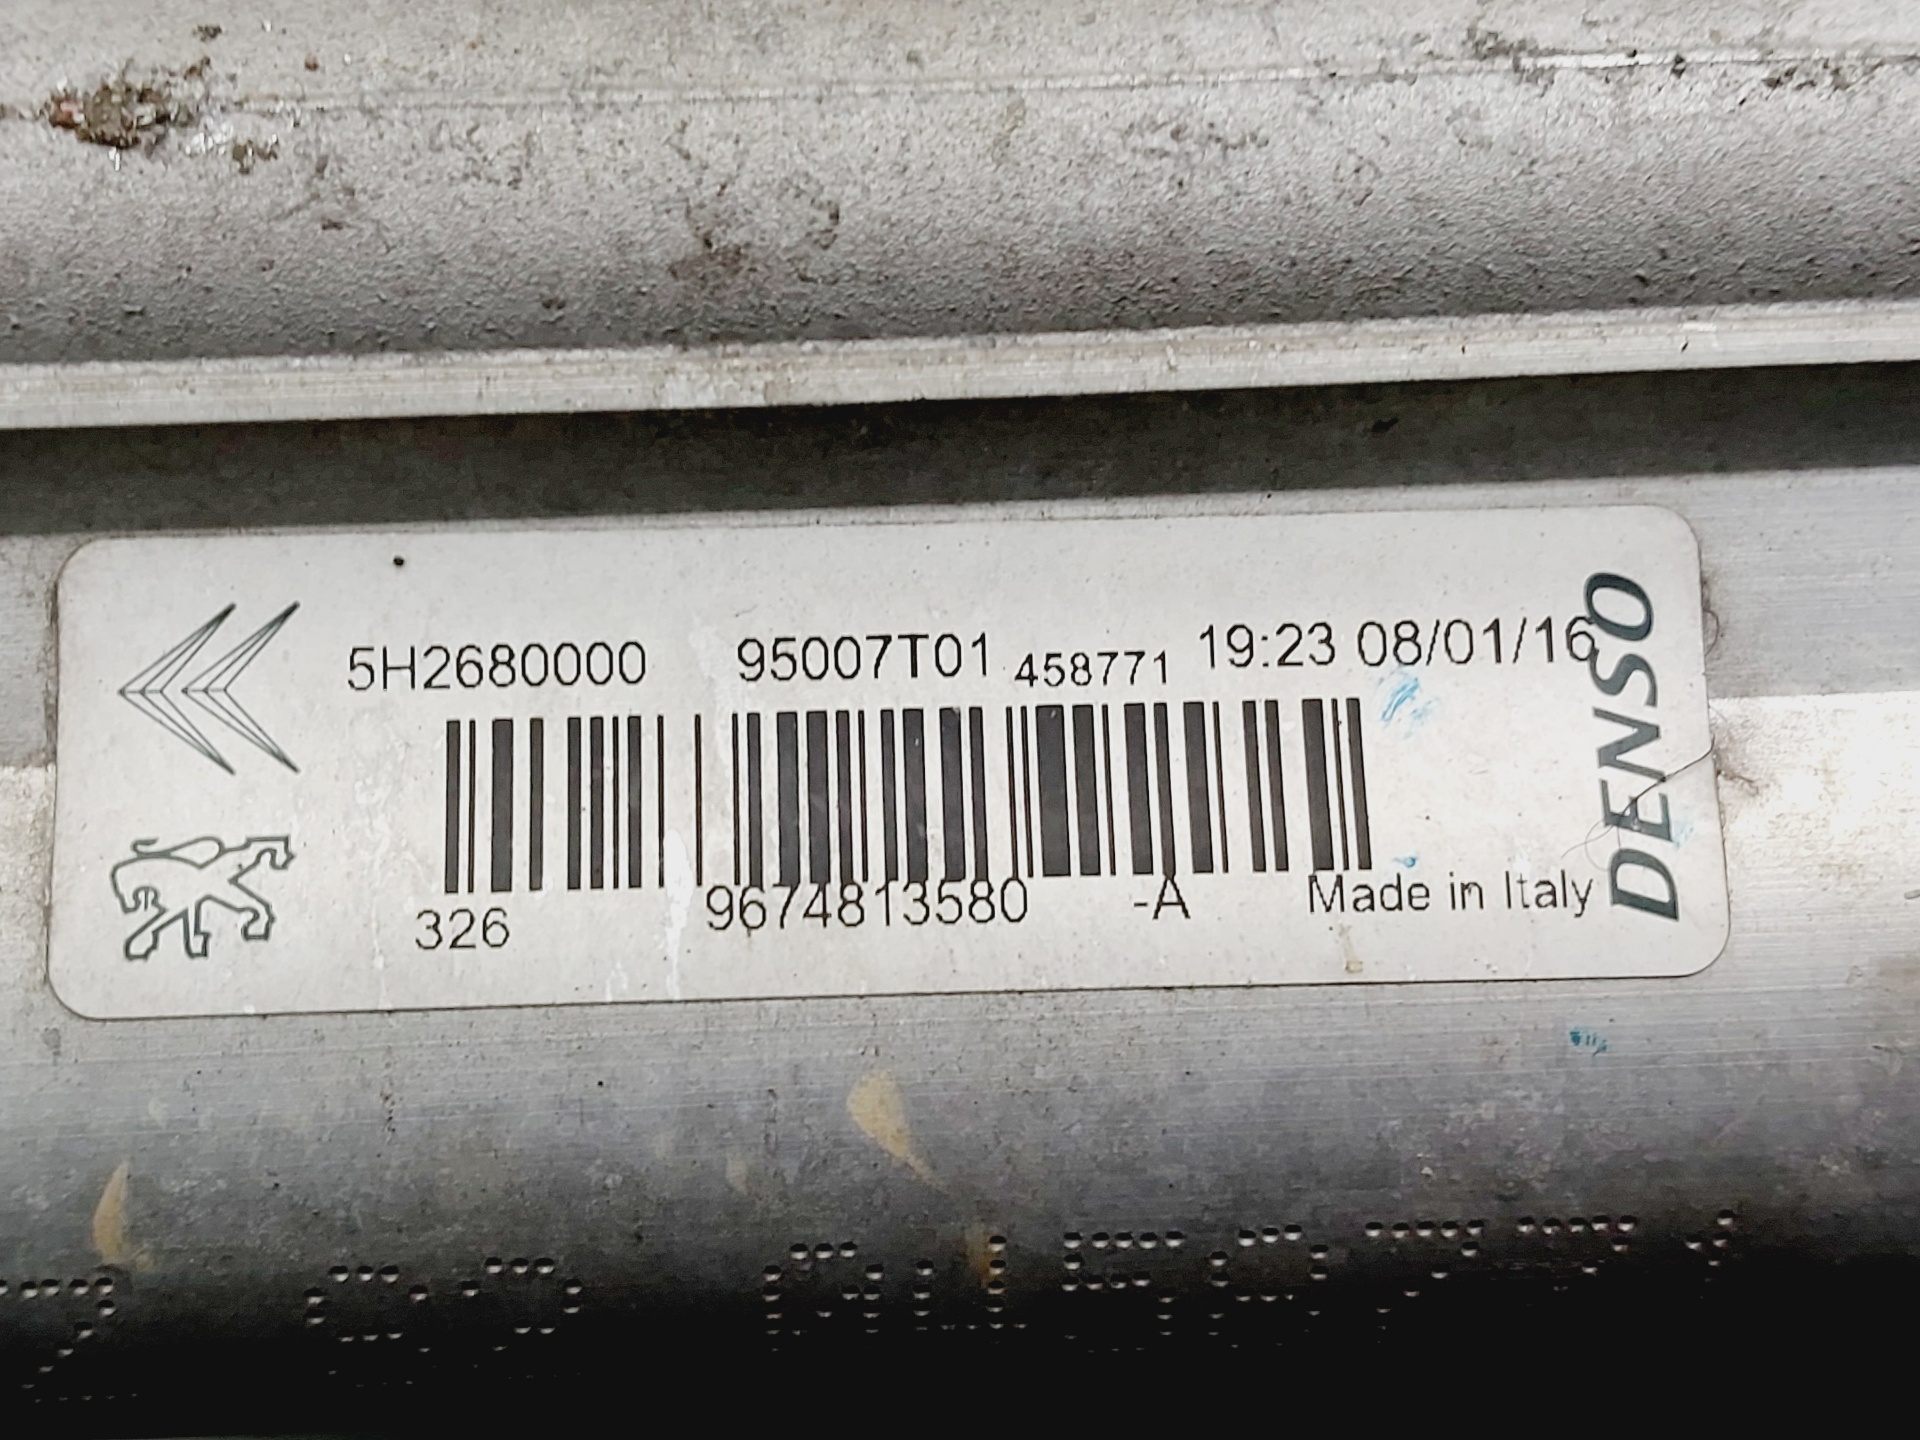 5H2680000 95007T01 458771 19:23 08/01/16
326 9674813580 -A Made in Italy
DENSO